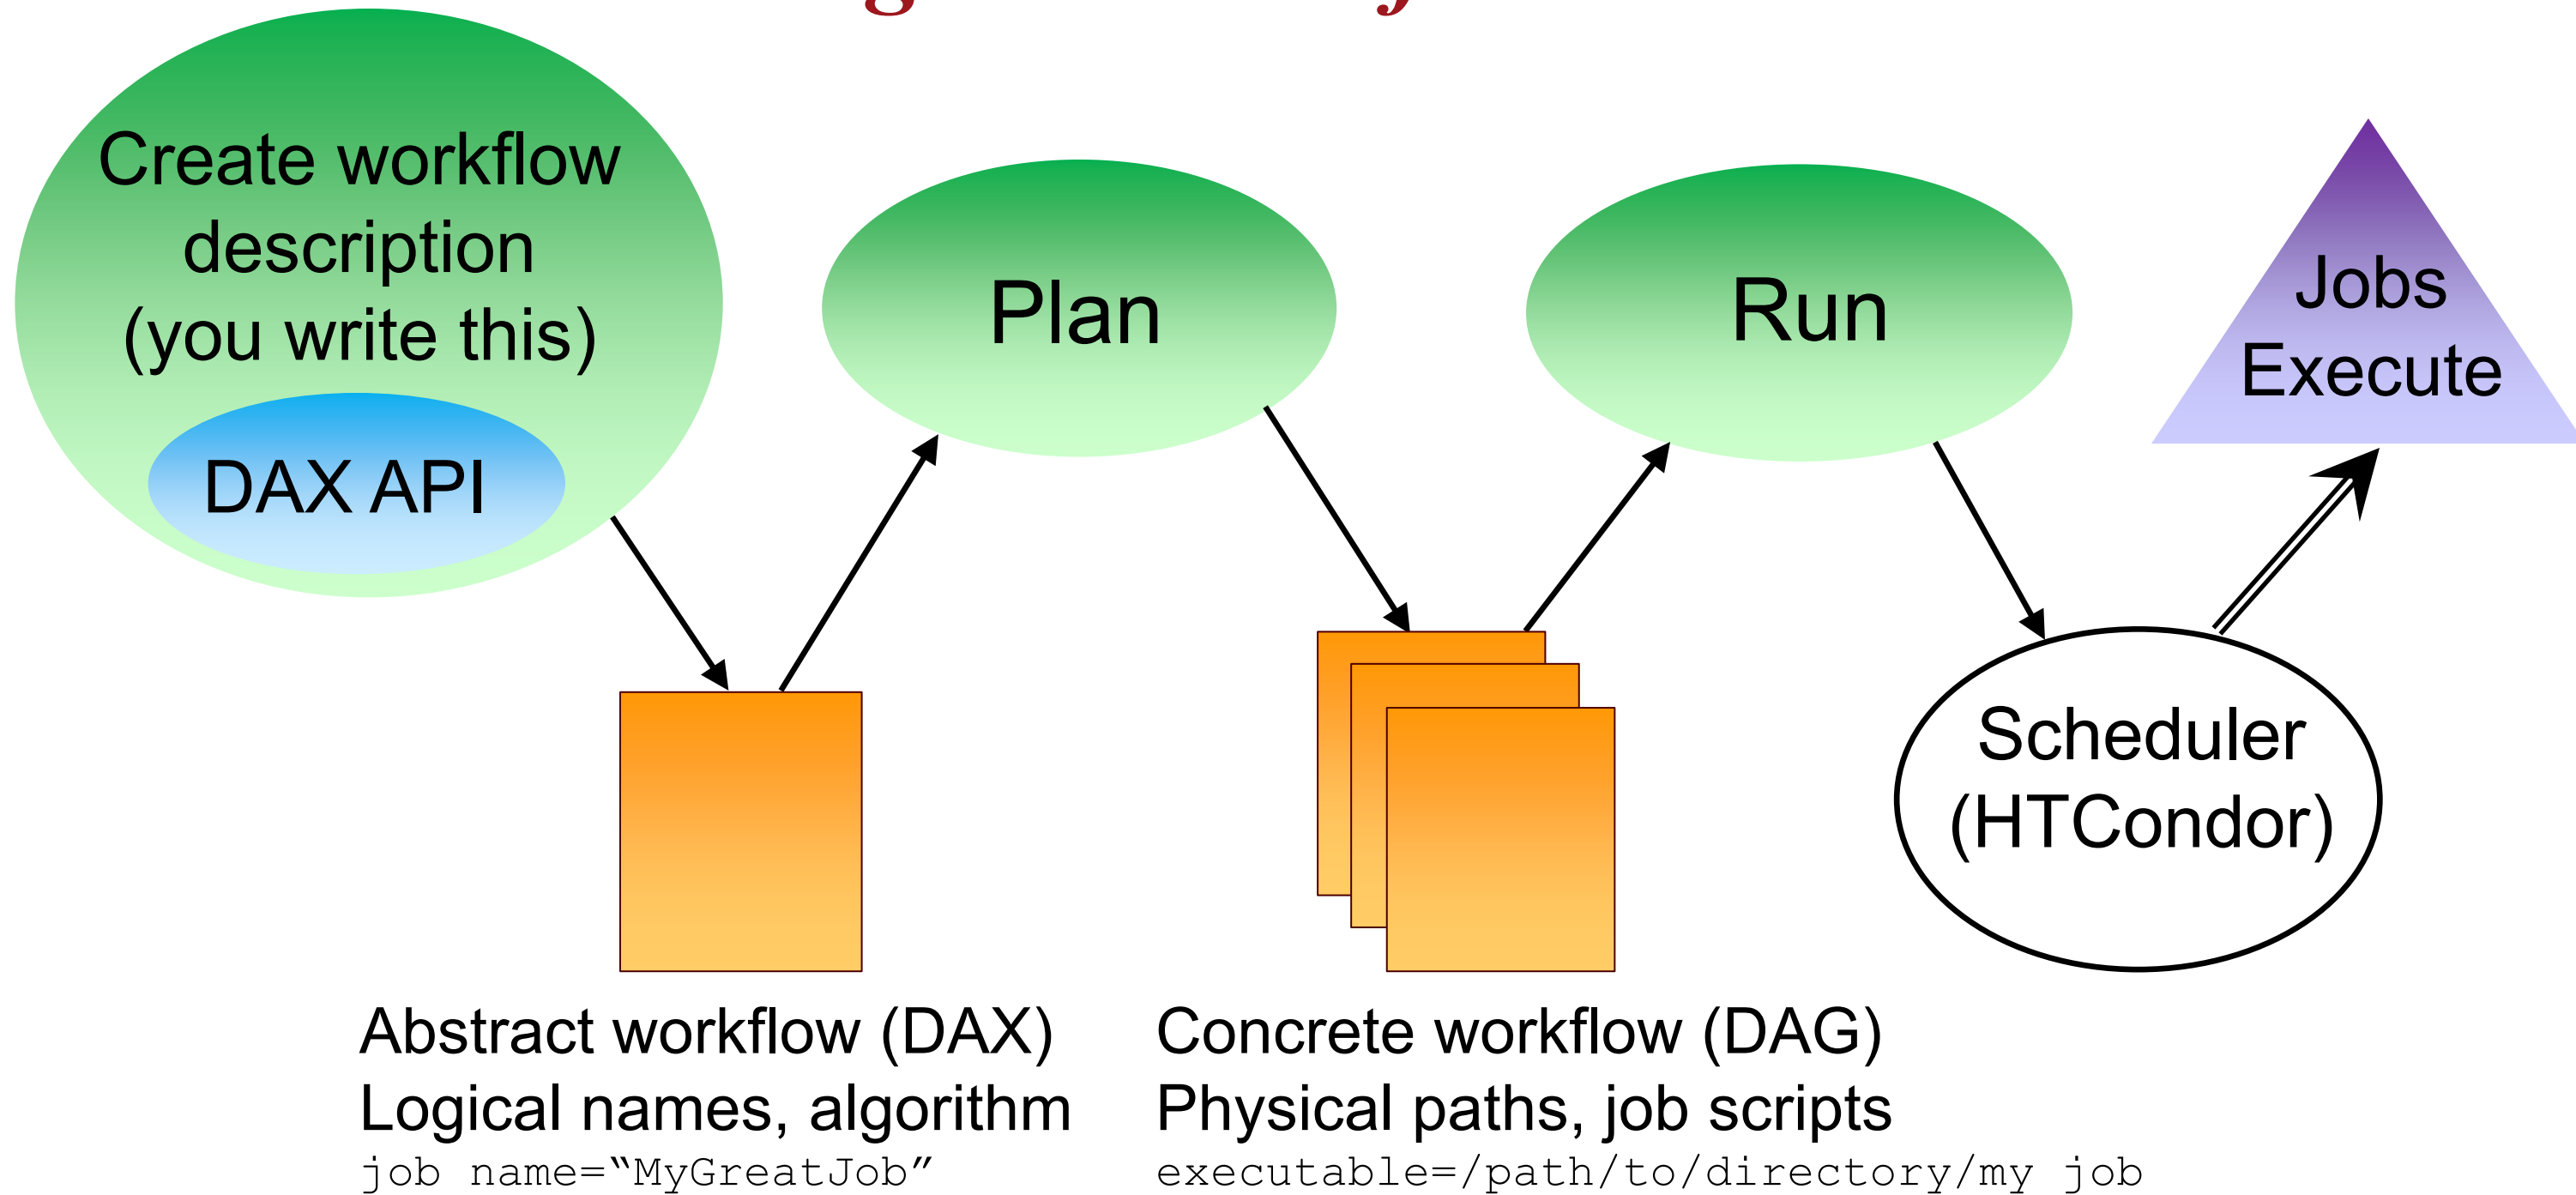 Create workflow
description
(you write this)
DAX API
Plan
Run
Jobs
Execute
Scheduler
(HTCondor)
Abstract workflow (DAX)
Logical names, algorithm
job name=“MyGreatJob”
Concrete workflow (DAG)
Physical paths, job scripts
executable=/path/to/directory/my job